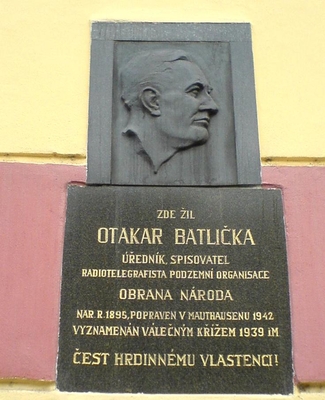 ZDE ŽIL
OTAKAR BATLIČKA
ÚŘEDNÍK, SPISOVATEL
RADIOTELEGRAFISTA PODZEMNÍ ORGANISACE
OBRANA NÁRODA
NAR. R. 1895, POPRAVEN V MAUTHAUSENU 1942
VYZNAMENÁN VÁLEČNÝM KŘÍŽEM 1939 iM.
ČEST HRDINNÉMU VLASTENCI!